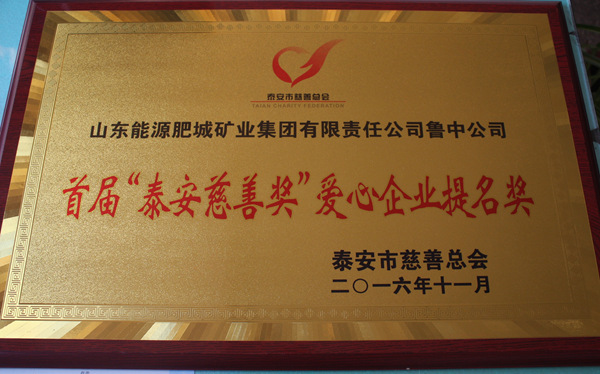 泰安市慈善总会
TAIAN CHARITY FEDERATION
山东能源肥城矿业集团有限责任公司鲁中公司
首届“泰安慈善奖”爱心企业提名奖
泰安市慈善总会
二〇一六年十一月